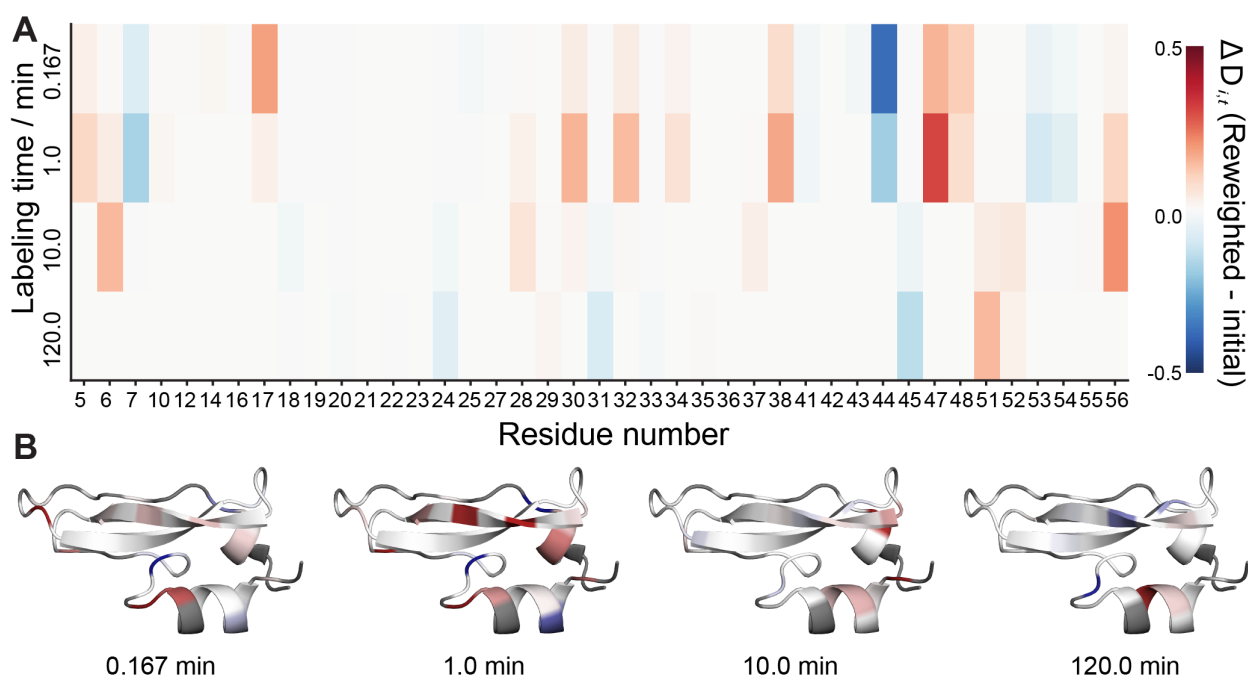 A
Labeling time / min
0.167
1.0
10.0
120.0
0.5
0.0
-0.5
Δ D i,t (Reweighted - initial)
5 6 7 10 12 14 16 17 18 19 20 21 22 23 24 25 27 28 29 30 31 32 33 34 35 36 37 38 41 42 43 44 45 47 48 51 52 53 54 55 56
Residue number
B
0.167 min 1.0 min 10.0 min 120.0 min